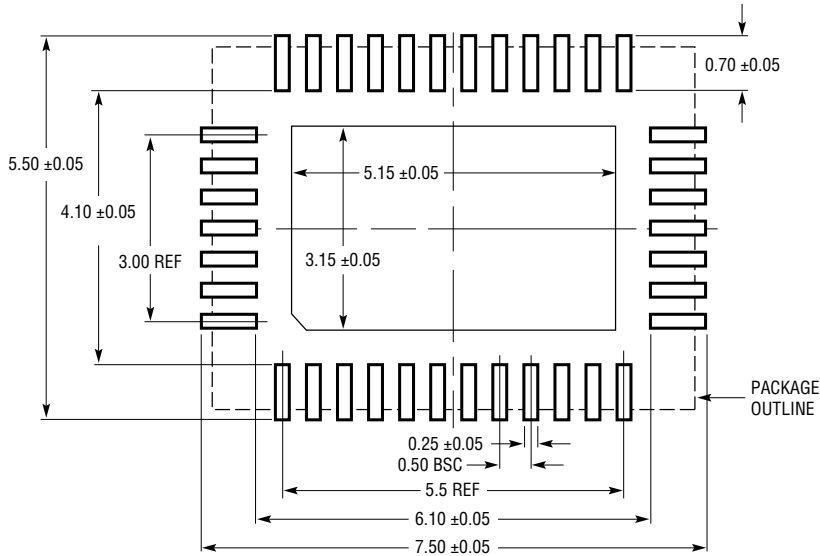 0.70 ±0.05
5.50 ±0.05
5.15 ±0.05
4.10 ±0.05
3.00 REF
3.15 ±0.05
PACKAGE
OUTLINE
0.25 ±0.05
0.50 BSC
5.5 REF
6.10 ±0.05
7.50 ±0.05